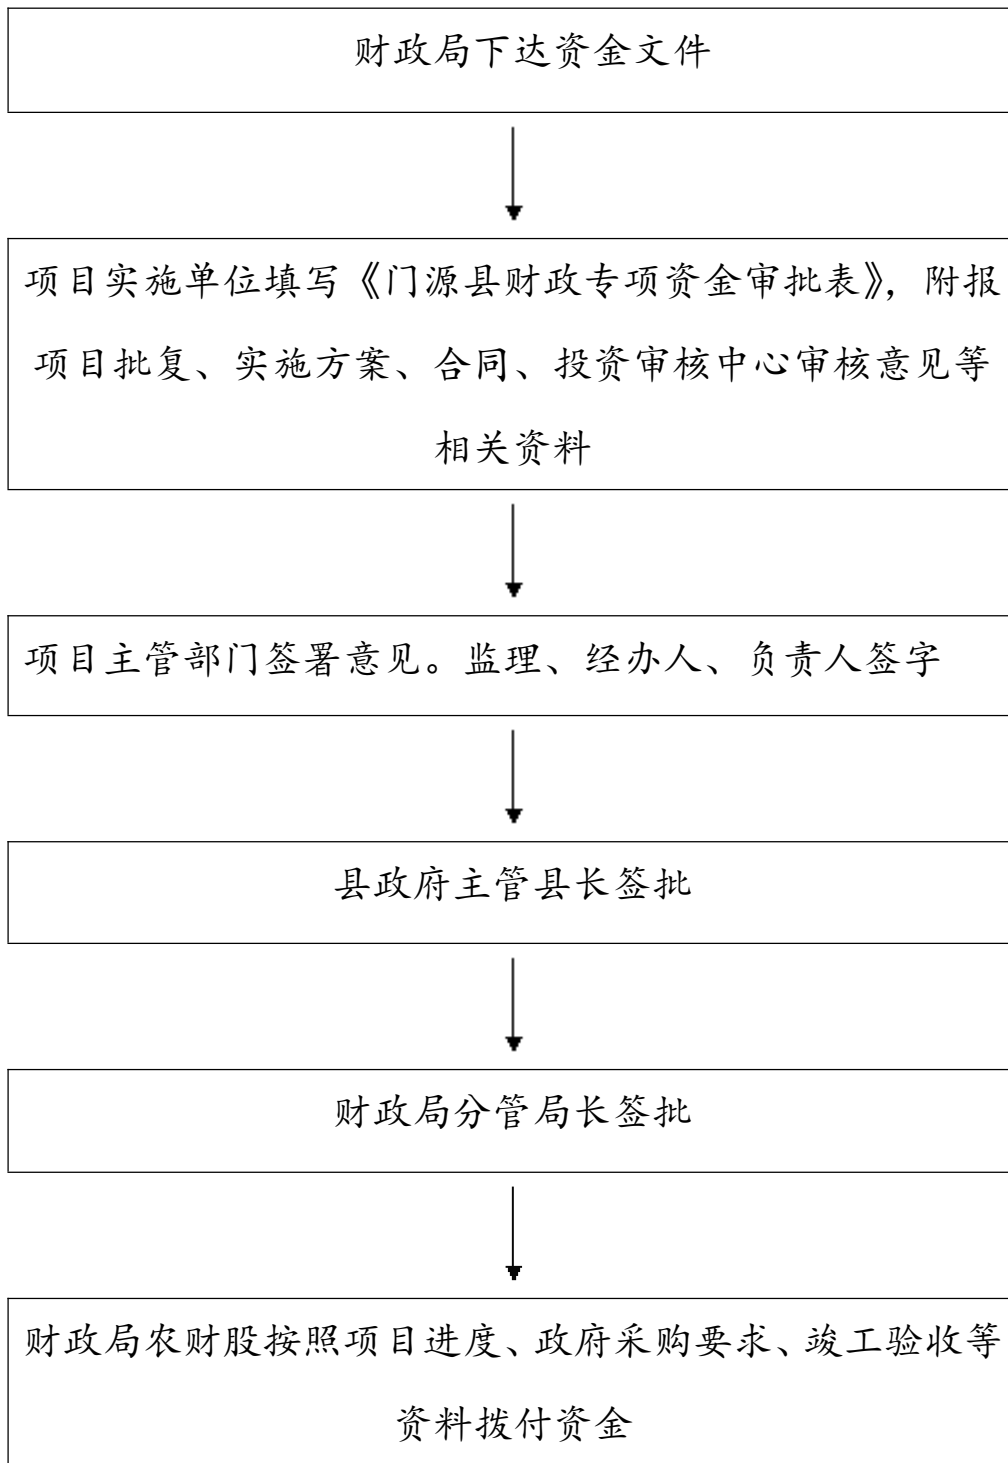 财政局下达资金文件
项目实施单位填写《门源县财政专项资金审批表》，附报
项目批复、实施方案、合同、投资审核中心审核意见等
相关资料
项目主管部门签署意见。监理、经办人、负责人签字
县政府主管县长签批
财政局分管局长签批
财政局农财股按照项目进度、政府采购要求、竣工验收等
资料拨付资金